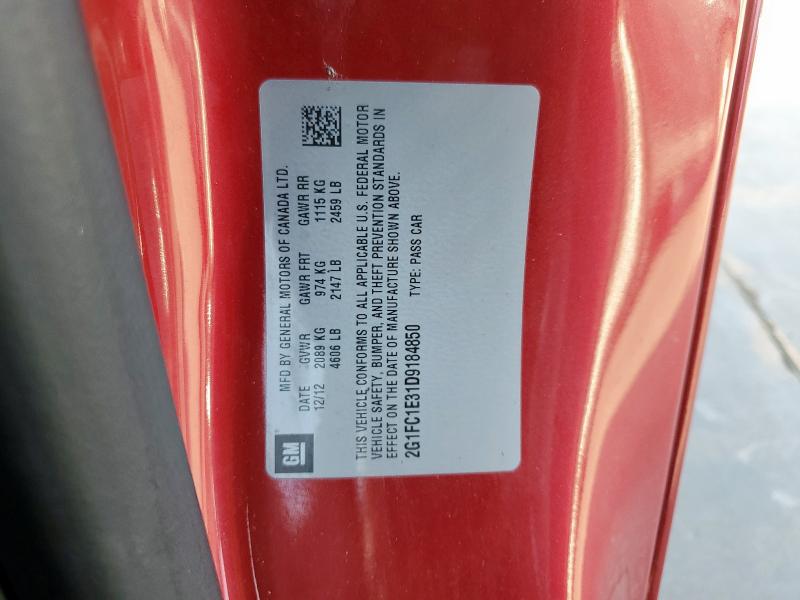 GM
MFD BY GENERAL MOTORS OF CANADA LTD.
DATE GVWR GAWR FRT GAWR RR
12/12 2089 KG 974 KG 1115 KG
4606 LB 2147 LB 2459 LB
THIS VEHICLE CONFORMS TO ALL APPLICABLE U.S. FEDERAL MOTOR
VEHICLE SAFETY, BUMPER, AND THEFT PREVENTION STANDARDS IN
EFFECT ON THE DATE OF MANUFACTURE SHOWN ABOVE.
2G1FC1E31D9184850 TYPE: PASS CAR